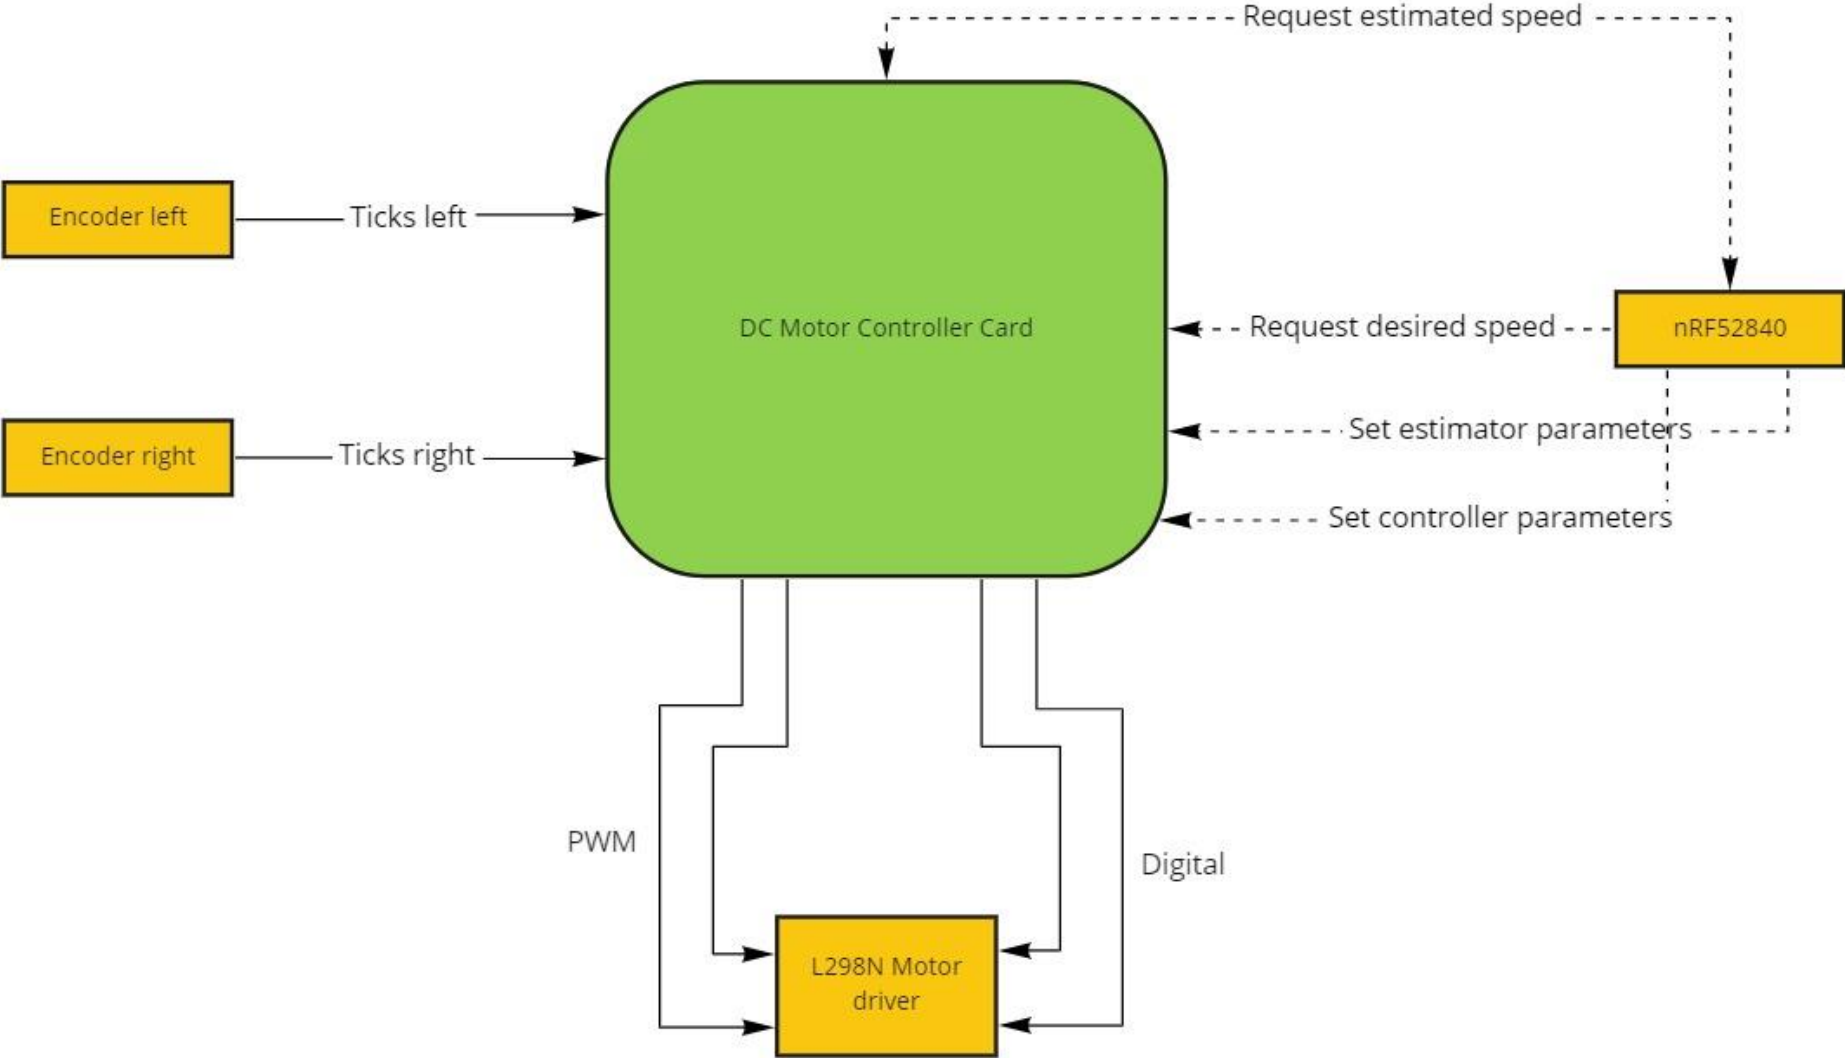 Request estimated speed
Encoder left
Ticks left
DC Motor Controller Card
Request desired speed
nRF52840
Set estimator parameters
Encoder right
Ticks right
Set controller parameters
PWM
Digital
L298N Motor
driver